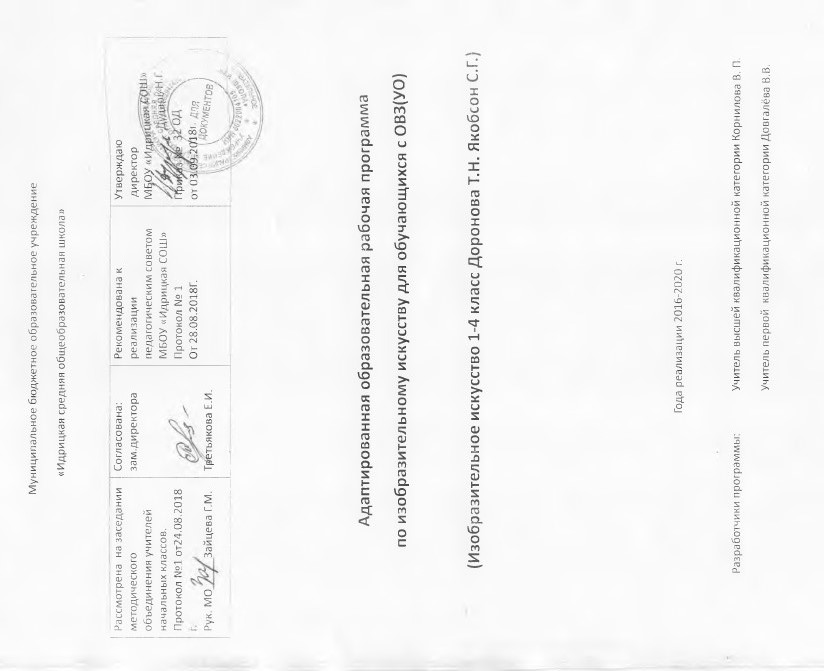 Муниципальное бюджетное образовательное учреждение
«Идрицкая средняя общеобразовательная школа»
Рассмотрена на заседании
методического
объединения учителей
начальных классов.
Протокол №1 от24.08.2018
г.
Рук. МО Зайцева Г.М.
Согласована:
зам.директора
Третьякова Е.И.
Рекомендована к
реализации
педагогическим советом
МБОУ «Идрицкая СОШ»
Протокол № 1
От 28.08.2018г.
Утверждаю
директор
МБОУ «Идрицкая СОШ»
Н.Г
Приказ № 32 ОД
от 03.09.2018г.
ДЛЯ
ДОКУМЕНТОВ
Адаптированная образовательная рабочая программа
по изобразительному искусству для обучающихся с ОВЗ(УО)
(Изобразительное искусство 1-4 класс Доронова Т.Н. Якобсон С.Г.)
Года реализации 2016-2020 г.
Разработчики программы: Учитель высшей квалификационной категории Корнилова В. П.
Учитель первой квалификационной категории Довгалёва В.В.